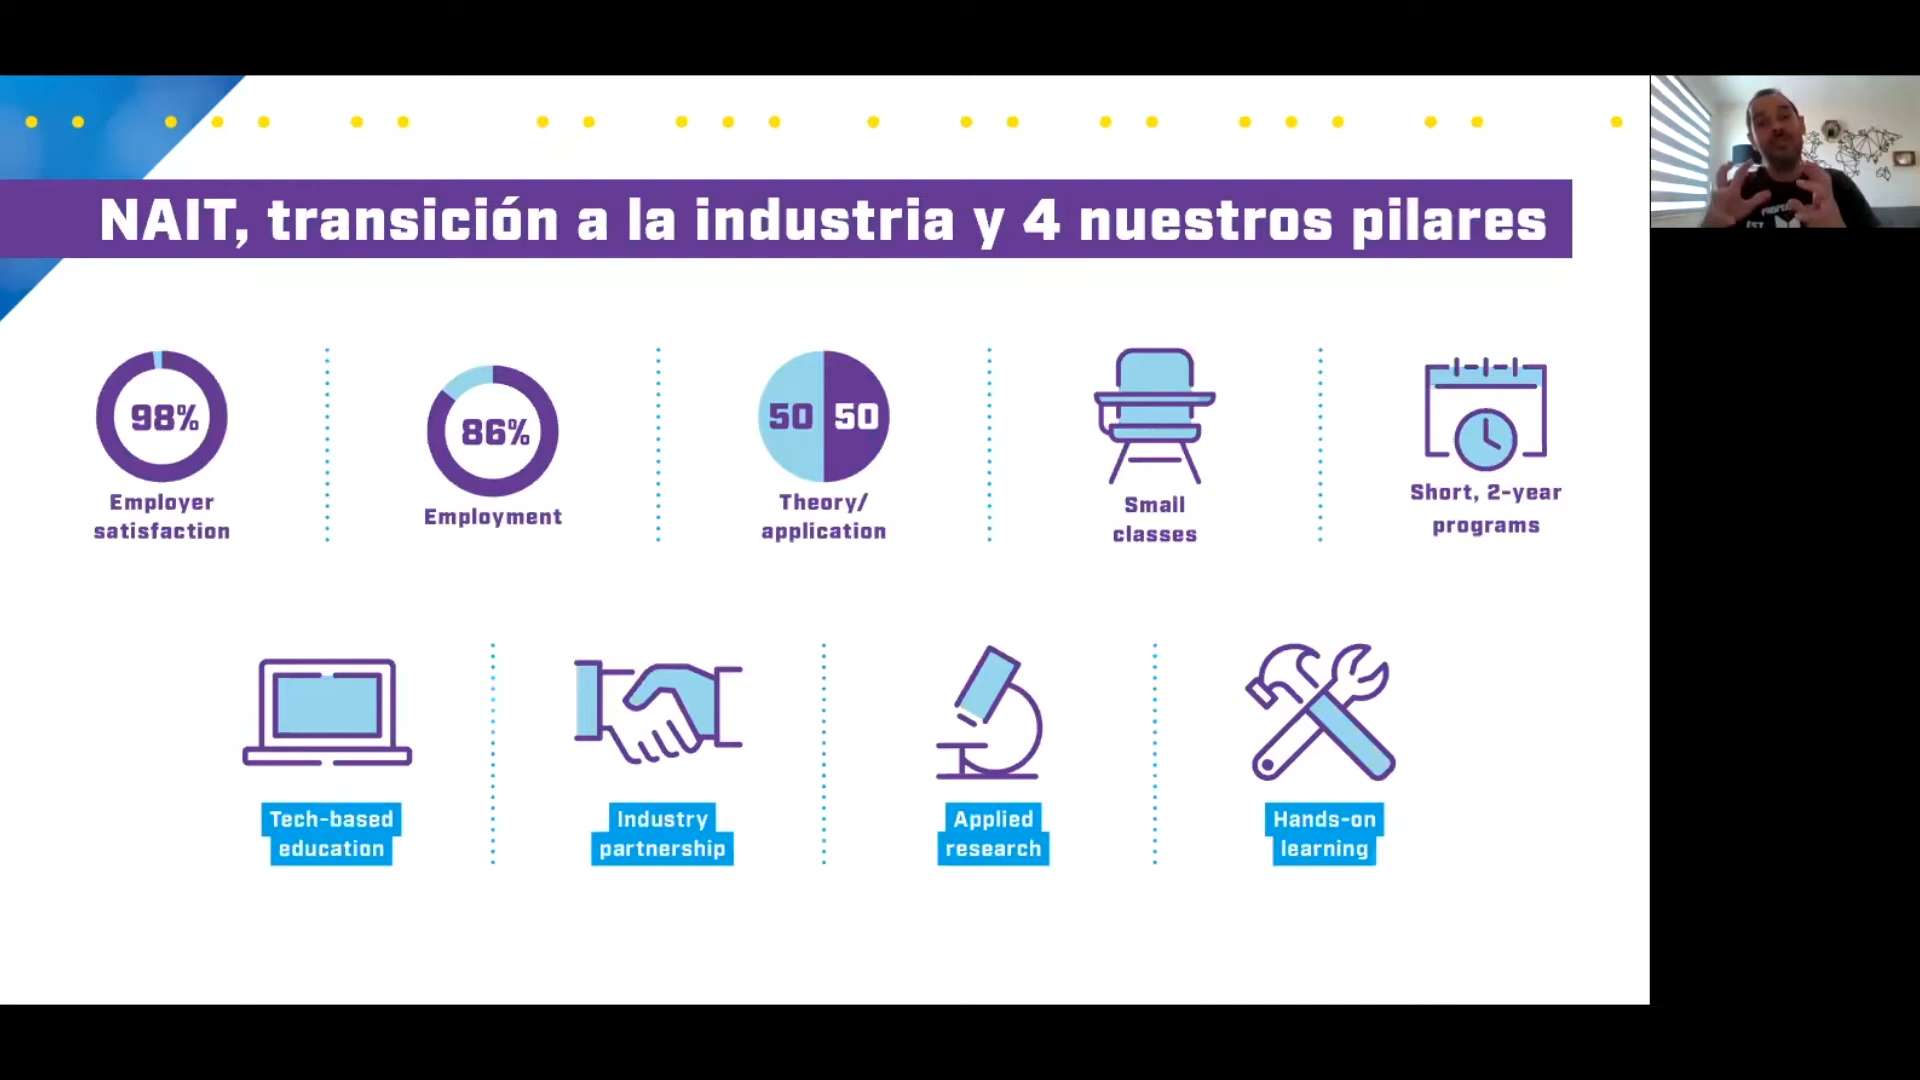 NAIT, transición a la industria y 4 nuestros pilares
98%
Employer
satisfaction
86%
Employment
50 50
Theory/
application
Small
classes
Short, 2-year
programs
Tech-based
education
Industry
partnership
Applied
research
Hands-on
learning
EST